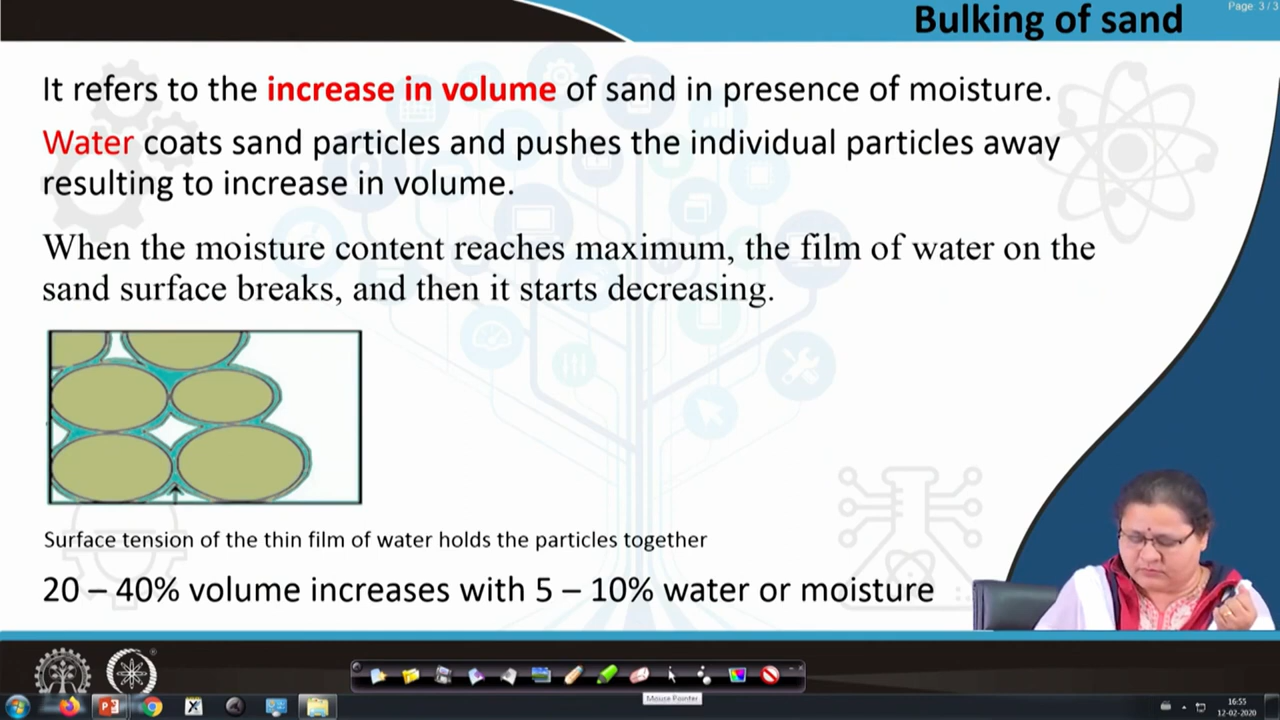 Page 3 / 3
Bulking of sand
It refers to the increase in volume of sand in presence of moisture.
Water coats sand particles and pushes the individual particles away
resulting to increase in volume.
When the moisture content reaches maximum, the film of water on the
sand surface breaks, and then it starts decreasing.
Surface tension of the thin film of water holds the particles together
20 – 40% volume increases with 5 – 10% water or moisture
Mouse Pointer
16:55
12-02-2020